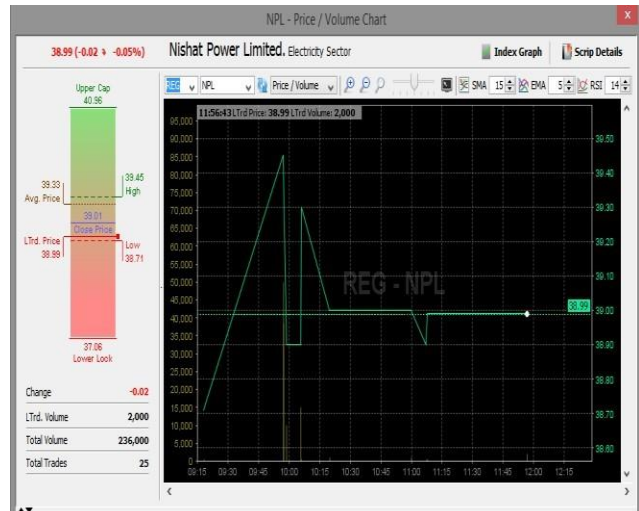 NPL - Price / Volume Chart
x
38.99 (-0.02 -0.05%)
Nishat Power Limited. Electricity Sector
Index Graph
Scrip Details
REG
NPL
Price / Volume
SMA 15
EMA 5
RSI 14
Upper Cap
40.96
39.33
Avg. Price
39.45
High
39.01
Close Price
LTrd. Price
38.99
Low
38.71
37.06
Lower Lock
Change -0.02
LTrd. Volume 2,000
Total Volume 236,000
Total Trades 25
11:56:43 LTrd Price: 38.99 LTrd Volume: 2,000
95,000
90,000
85,000
80,000
75,000
70,000
65,000
60,000
55,000
50,000
45,000
40,000
35,000
30,000
25,000
20,000
15,000
10,000
5,000
0
REG - NPL
39.50
39.40
39.30
39.20
39.10
38.99
39.00
38.90
38.80
38.70
38.60
09:15 09:30 09:45 10:00 10:15 10:30 10:45 11:00 11:15 11:30 11:45 12:00 12:15